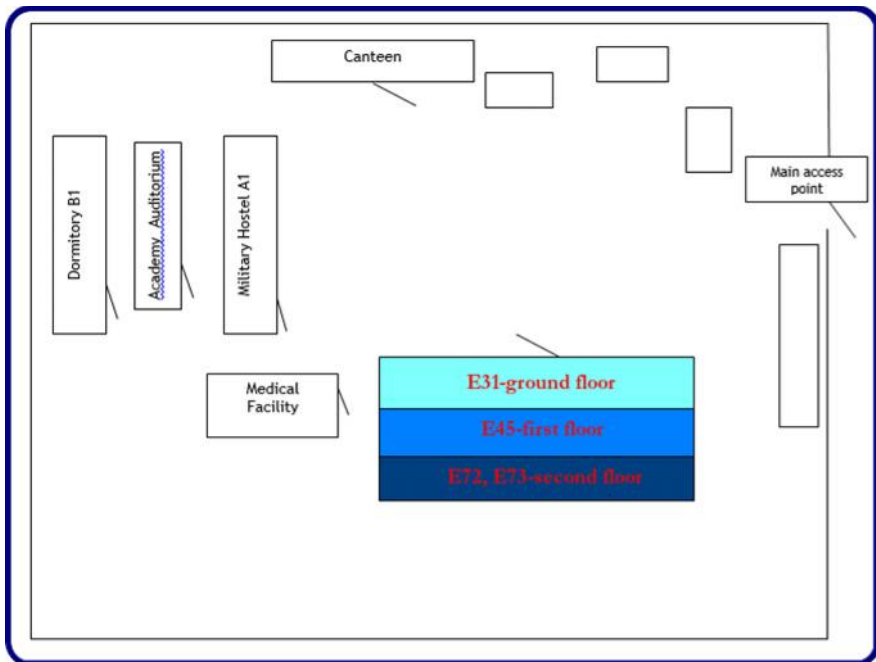 Canteen
Main access
point
Dormitory B1
Academy Auditorium
Military Hostel A1
Medical
Facility
E31-ground floor
E45-first floor
E72, E73-second floor